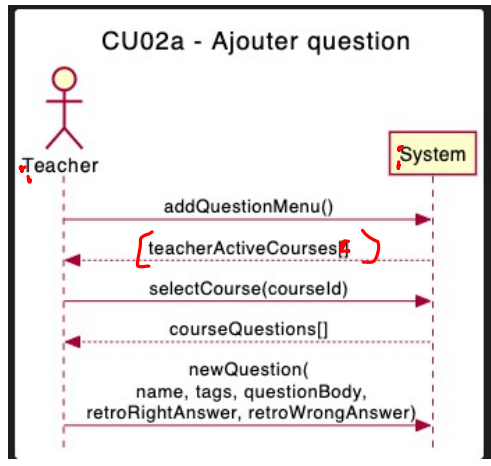 CU02a - Ajouter question
Teacher
System
addQuestionMenu()
teacherActiveCourses[]
selectCourse(courseId)
courseQuestions[]
newQuestion(
name, tags, questionBody,
retroRightAnswer, retroWrongAnswer)